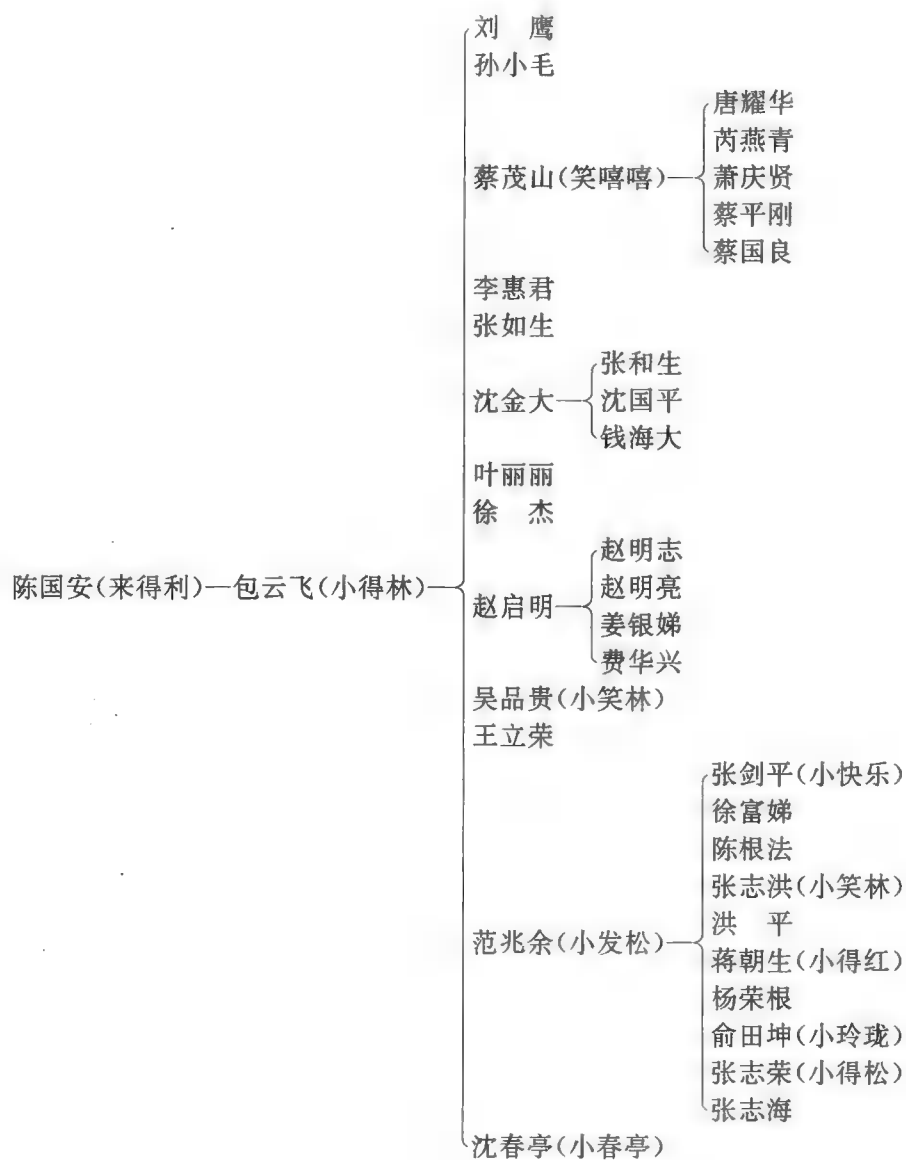 刘　鹰
孙小毛
唐耀华
芮燕青
蔡茂山(笑嘻嘻)
萧庆贤
蔡平刚
蔡国良
李惠君
张如生
张和生
沈金大
沈国平
钱海大
叶丽丽
徐　杰
赵明志
陈国安(来得利)—包云飞(小得林)
赵明亮
赵启明
姜银娣
费华兴
吴品贵(小笑林)
王立荣
张剑平(小快乐)
徐富娣
陈根法
张志洪(小笑林)
洪　平
范兆余(小发松)
蒋朝生(小得红)
杨荣根
俞田坤(小玲珑)
张志荣(小得松)
张志海
沈春亭(小春亭)